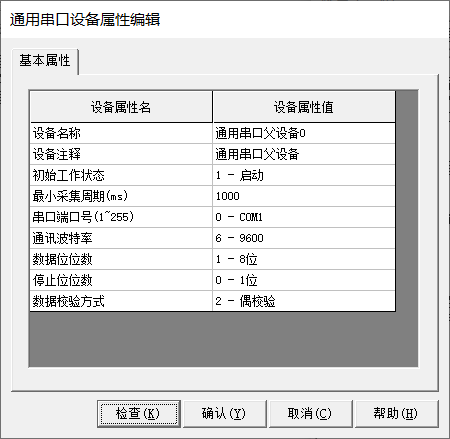 通用串口设备属性编辑
基本属性
设备属性名 设备属性值
设备名称 通用串口父设备0
设备注释 通用串口父设备
初始工作状态 1 - 启动
最小采集周期(ms) 1000
串口端口号(1~255) 0 - COM1
通讯波特率 6 - 9600
数据位位数 1 - 8位
停止位位数 0 - 1位
数据校验方式 2 - 偶校验
检查(K) 确认(Y) 取消(C) 帮助(H)